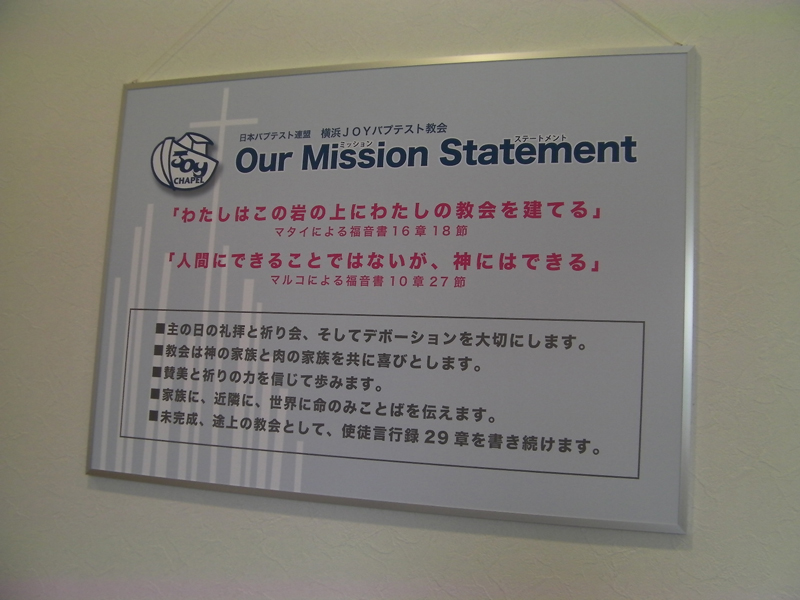 JOY
CHAPEL
日本バプテスト連盟 横浜JOYバプテスト教会
ミッション ステートメント
Our Mission Statement
「わたしはこの岩の上にわたしの教会を建てる」
マタイによる福音書16章18節
「人間にできることではないが、神にはできる」
マルコによる福音書10章27節
■主の日の礼拝と祈り会、そしてデボーションを大切にします。
■教会は神の家族と肉の家族を共に喜びとします。
■賛美と祈りの力を信じて歩みます。
■家族に、近隣に、世界に命のみことばを伝えます。
■未完成、途上の教会として、使徒言行録29章を書き続けます。